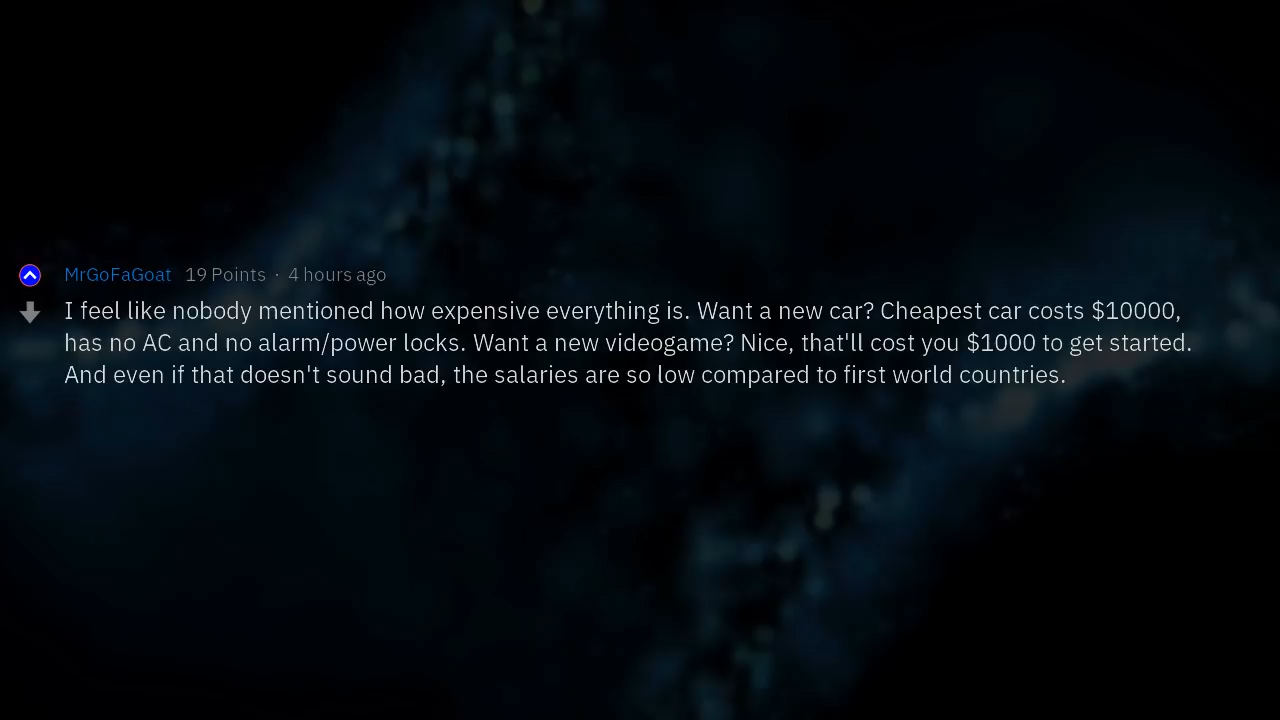 MrGoFaGoat 19 Points · 4 hours ago
I feel like nobody mentioned how expensive everything is. Want a new car? Cheapest car costs $10000,
has no AC and no alarm/power locks. Want a new videogame? Nice, that'll cost you $1000 to get started.
And even if that doesn't sound bad, the salaries are so low compared to first world countries.